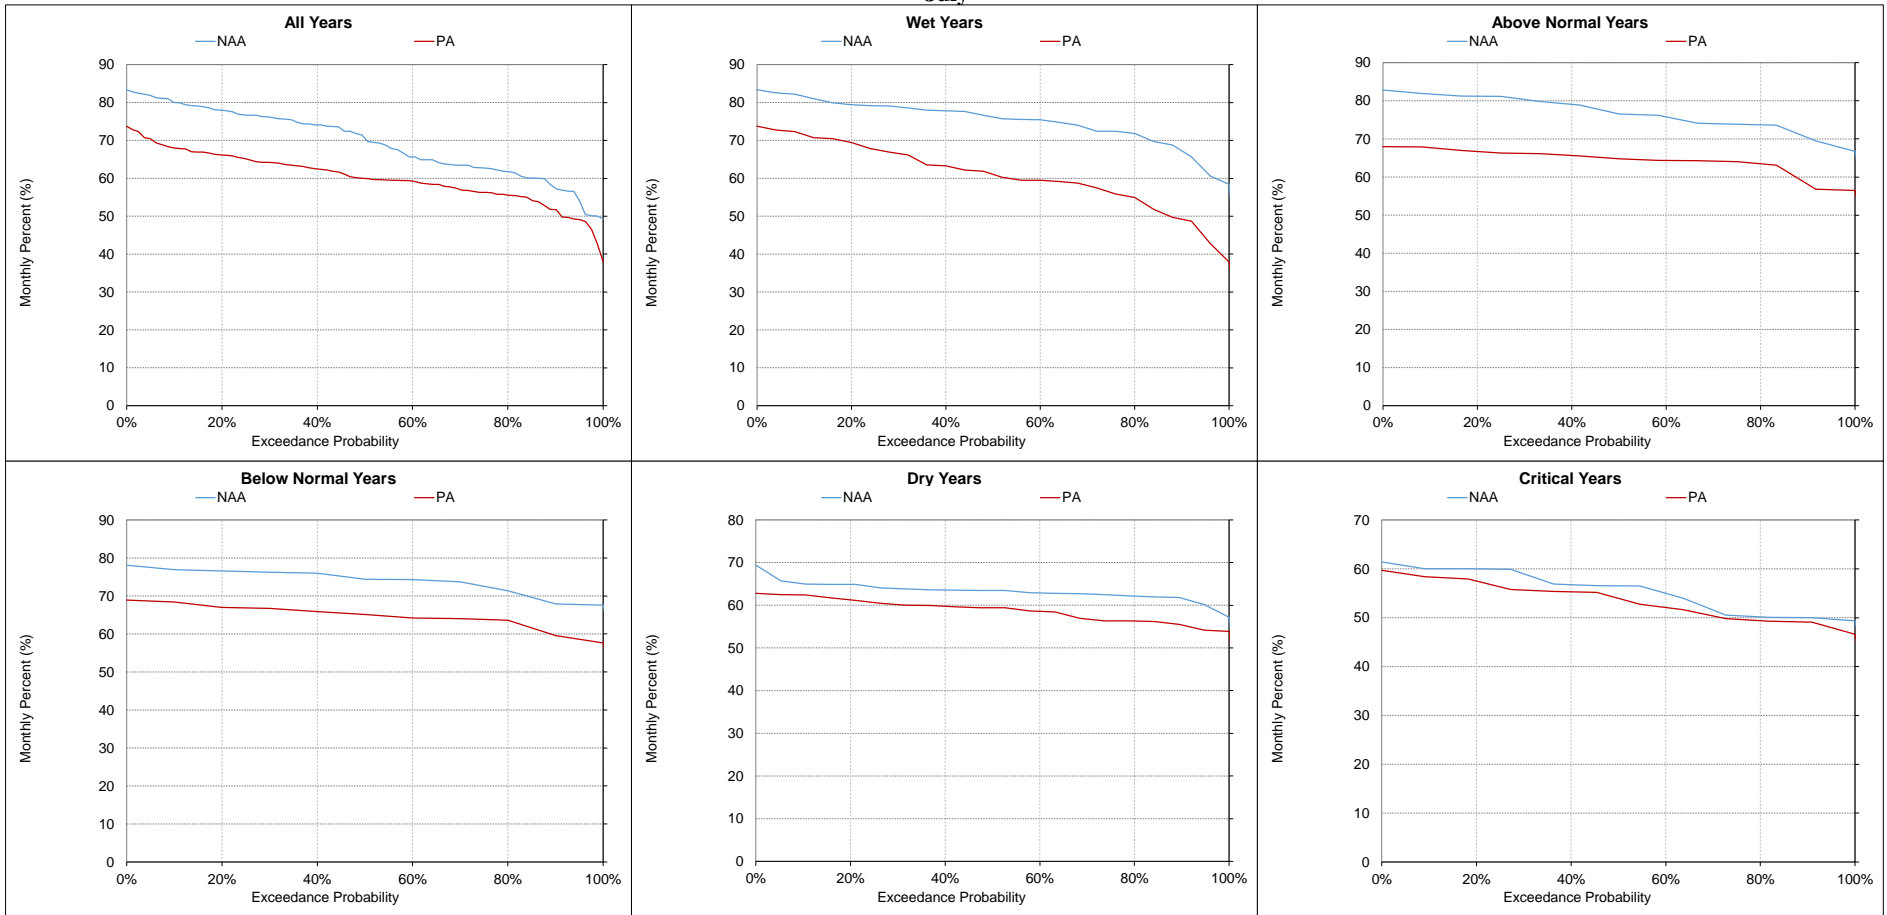 July
All Years
NAA PA
Monthly Percent (%)
90
80
70
60
50
40
30
20
10
0
0% 20% 40% 60% 80% 100%
Exceedance Probability
Wet Years
NAA PA
Monthly Percent (%)
90
80
70
60
50
40
30
20
10
0
0% 20% 40% 60% 80% 100%
Exceedance Probability
Above Normal Years
NAA PA
Monthly Percent (%)
90
80
70
60
50
40
30
20
10
0
0% 20% 40% 60% 80% 100%
Exceedance Probability
Below Normal Years
NAA PA
Monthly Percent (%)
90
80
70
60
50
40
30
20
10
0
0% 20% 40% 60% 80% 100%
Exceedance Probability
Dry Years
NAA PA
Monthly Percent (%)
80
70
60
50
40
30
20
10
0
0% 20% 40% 60% 80% 100%
Exceedance Probability
Critical Years
NAA PA
Monthly Percent (%)
70
60
50
40
30
20
10
0
0% 20% 40% 60% 80% 100%
Exceedance Probability